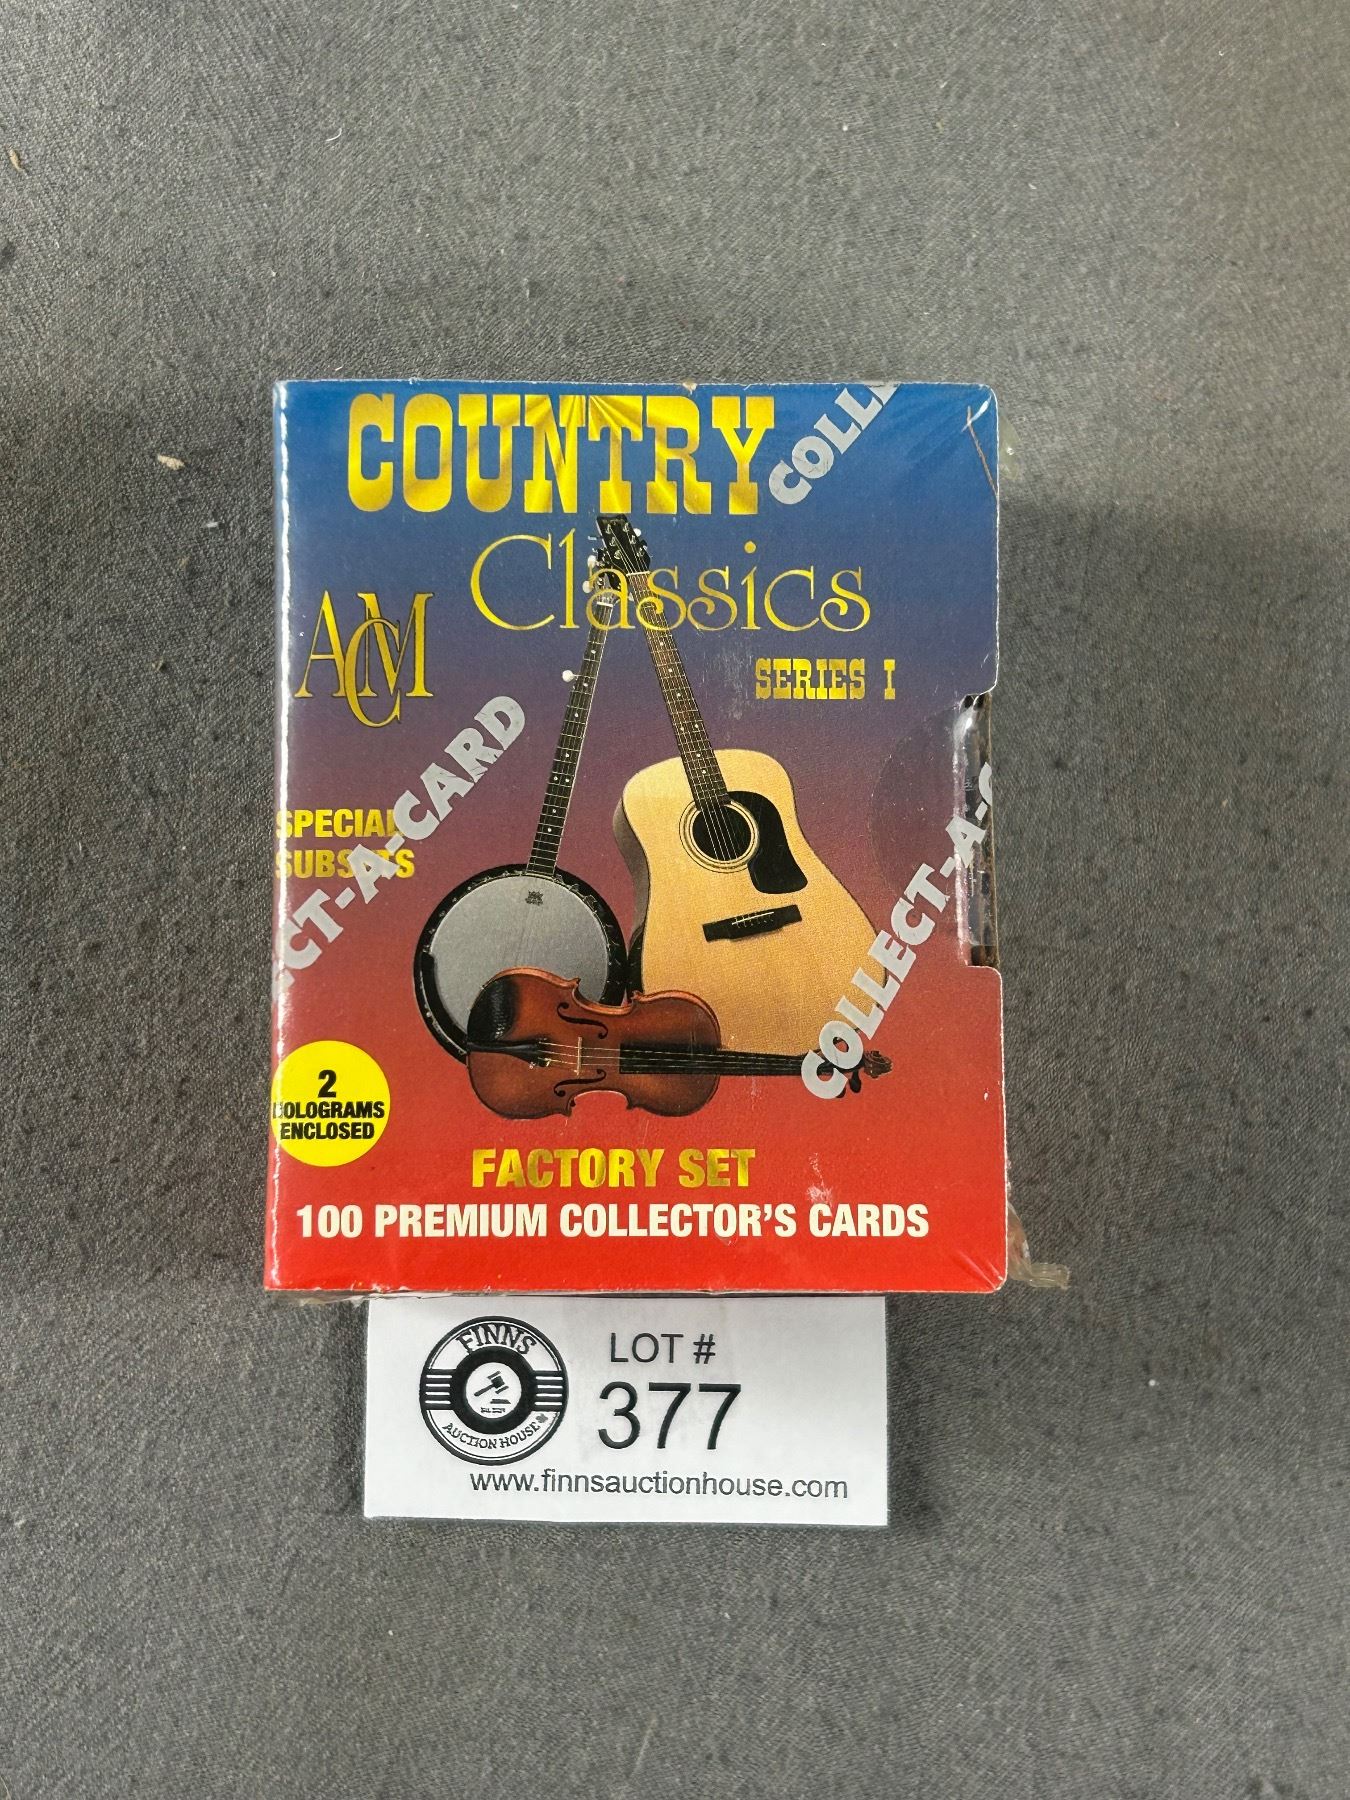 COUNTRY
Classics
SERIES I
ACM
COLLE
CT-A-CARD
SPECIAL
SUBSETS
COLLECT-A-C
2
HOLOGRAMS
ENCLOSED
FACTORY SET
100 PREMIUM COLLECTOR'S CARDS
FINNS
AUCTION HOUSE
LOT #
377
www.finnsauctionhouse.com